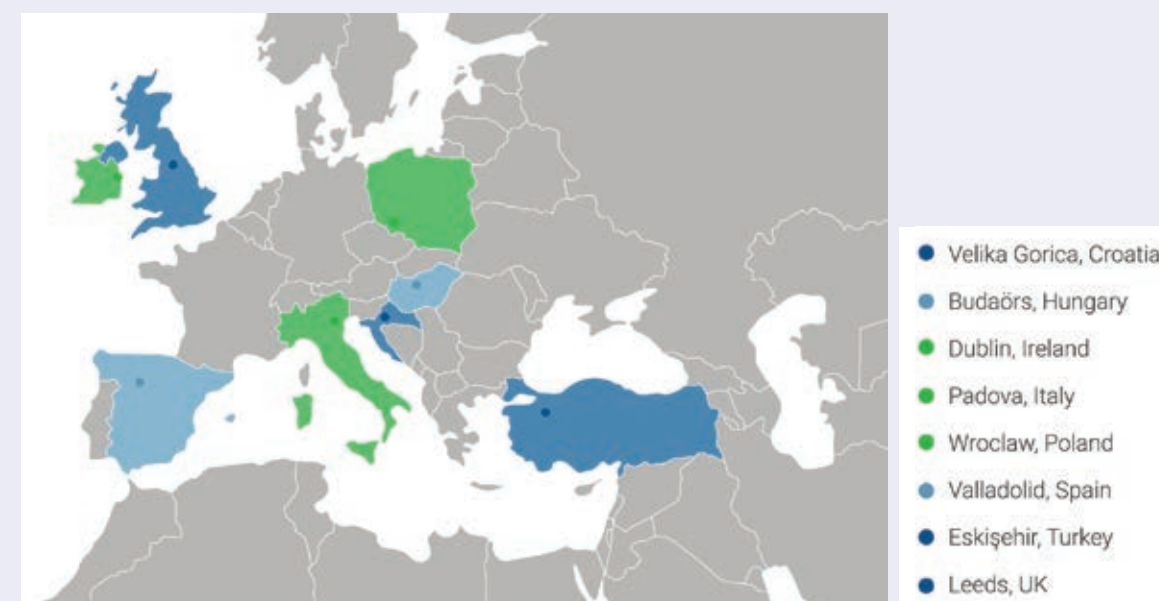 Velika Gorica, Croatia
Budaörs, Hungary
Dublin, Ireland
Padova, Italy
Wroclaw, Poland
Valladolid, Spain
Eskişehir, Turkey
Leeds, UK